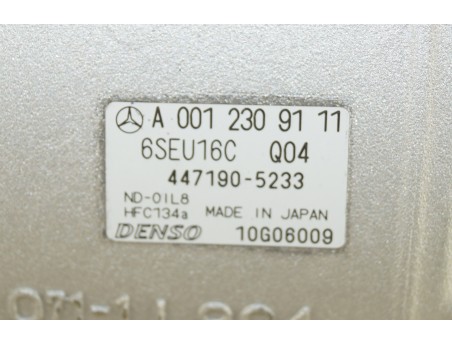 A 001 230 91 11
6SEU16C Q04
447190-5233
ND-OIL8
HFC134a MADE IN JAPAN
DENSO 10G06009